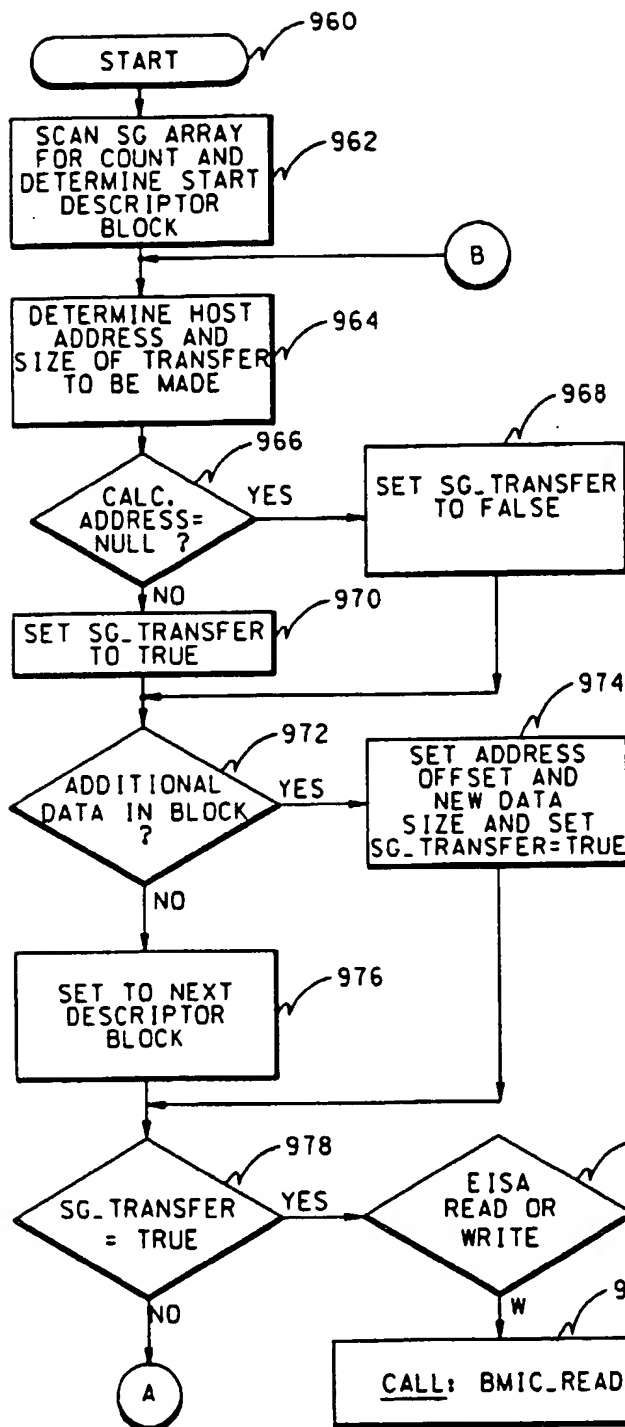 960
START
SCAN SG ARRAY
FOR COUNT AND
DETERMINE START
DESCRIPTOR
BLOCK
962
B
DETERMINE HOST
ADDRESS AND
SIZE OF TRANSFER
TO BE MADE
964
966
CALC.
ADDRESS=
NULL ?
YES
968
SET SG_TRANSFER
TO FALSE
NO
970
SET SG_TRANSFER
TO TRUE
972
ADDITIONAL
DATA IN BLOCK
?
YES
974
SET ADDRESS
OFFSET AND
NEW DATA
SIZE AND SET
SG_TRANSFER=TRUE
NO
976
SET TO NEXT
DESCRIPTOR
BLOCK
978
SG_TRANSFER
= TRUE
YES
EISA
READ OR
WRITE
NO
W
A
CALL: BMIC_READ